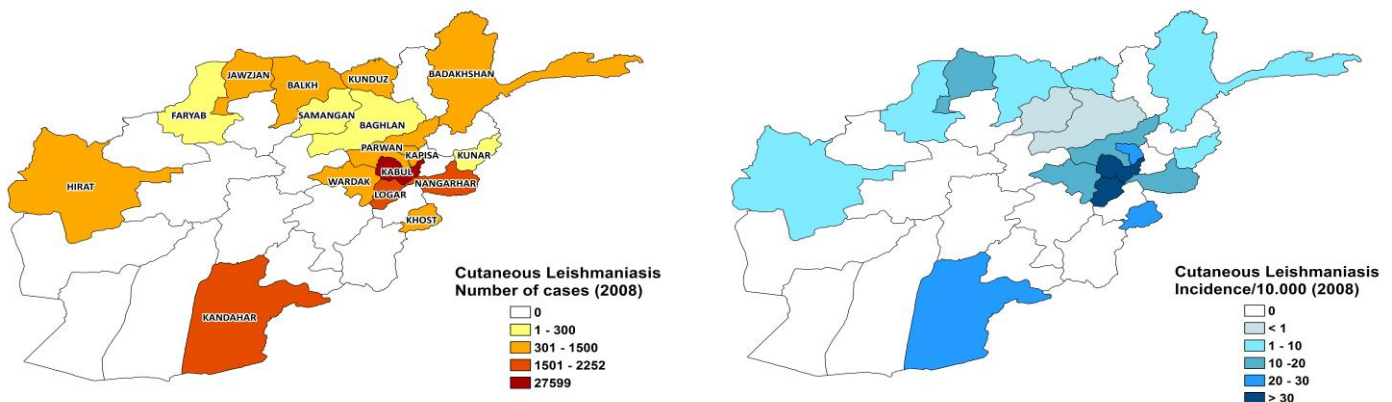 JAWZJAN
BALKH
KUNDUZ
BADAKHSHAN
FARYAB
SAMANGAN
BAGHLAN
PARWAN
KAPISA
KUNAR
HIRAT
WARDAK
KABUL
NANGARHAR
LOGAR
KHOST
KANDAHAR
Cutaneous Leishmaniasis
Number of cases (2008)
0
1 - 300
301 - 1500
1501 - 2252
27599
Cutaneous Leishmaniasis
Incidence/10.000 (2008)
0
< 1
1 - 10
10 -20
20 - 30
> 30